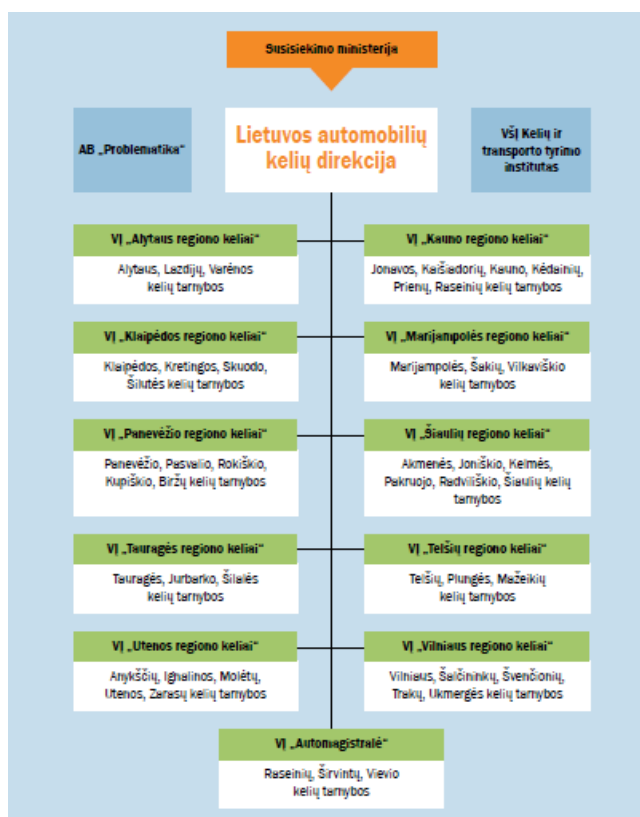 Susisiekimo ministerija
AB „Problematika“
Lietuvos automobilių
kelių direkcija
VšĮ Kelių ir
transporto tyrimo
institutas
VĮ „Alytaus regiono keliai“
Alytaus, Lazdijų, Varėnos
kelių tarnybos
VĮ „Kauno regiono keliai“
Jonavos, Kaišiadorių, Kauno, Kėdainių,
Prienų, Raseinių kelių tarnybos
VĮ „Klaipėdos regiono keliai“
Klaipėdos, Kretingos, Skuodo,
Šilutės kelių tarnybos
VĮ „Marijampolės regiono keliai“
Marijampolės, Šakių, Vilkaviškio
kelių tarnybos
VĮ „Panevėžio regiono keliai“
Panevėžio, Pasvalio, Rokiškio,
Kupiškio, Biržų kelių tarnybos
VĮ „Šiaulių regiono keliai“
Akmenės, Joniškio, Kelmės,
Pakruojo, Radviliškio, Šiaulių kelių
tarnybos
VĮ „Tauragės regiono keliai“
Tauragės, Jurbarko, Šilalės
kelių tarnybos
VĮ „Telšių regiono keliai“
Telšių, Plungės, Mažeikių
kelių tarnybos
VĮ „Utenos regiono keliai“
Anykščių, Ignalinos, Molėtų,
Utenos, Zarasų kelių tarnybos
VĮ „Vilniaus regiono keliai“
Vilniaus, Šalčininkų, Švenčionių,
Trakų, Ukmergės kelių tarnybos
VĮ „Automagistralė“
Raseinių, Širvintų, Vievio
kelių tarnybos